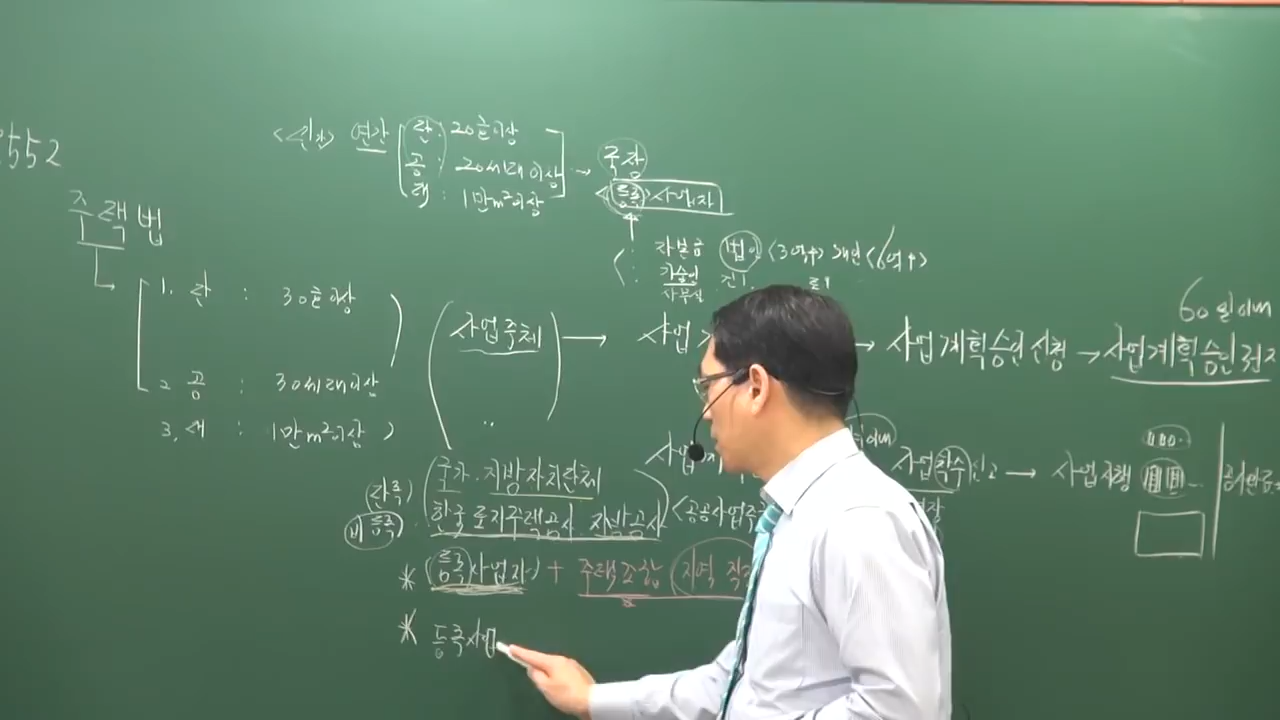 2552
연간 단 : 20호이상
공 : 20세대이상
대 : 1만m²이상
국장
등록 사업자
자본금 법인 <3억↑> 개인 <6억↑>
기술인
사무실
주택법
1. 단 : 30호이상
2. 공 : 30세대이상
3. 대 : 1만m²이상
(사업주체) → 사업
→ 사업계획승인신청 → 사업계획승인권자
60일이내
사업착수신고 → 사업시행
(국가. 지방자치단체
비등록
한국토지주택공사 지방공사) <공공사업주
* (등록사업자) + 주택조합 (지역 직
* 등록사업